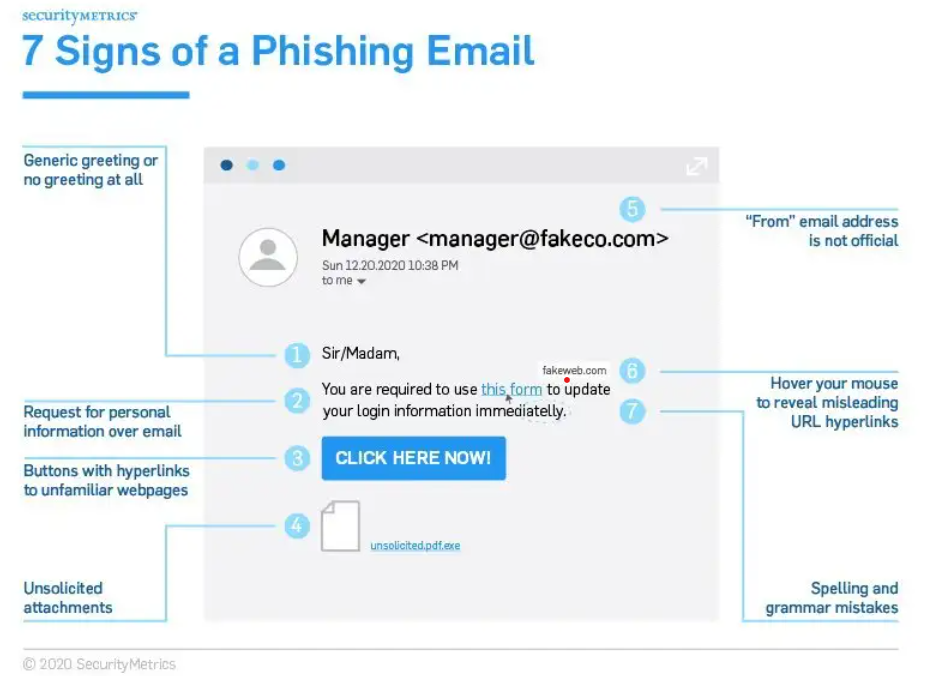 securityMETRICS®
7 Signs of a Phishing Email
Generic greeting or
no greeting at all
5
"From" email address
is not official
Manager <manager@fakeco.com>
Sun 12.20.2020 10:38 PM
to me
1
Sir/Madam,
fakeweb.com
6
Hover your mouse
to reveal misleading
URL hyperlinks
2
You are required to use this form to update
your login information immediatelly.
7
Request for personal
information over email
3
CLICK HERE NOW!
Buttons with hyperlinks
to unfamiliar webpages
4
unsolicited.pdf.exe
Unsolicited
attachments
Spelling and
grammar mistakes
© 2020 SecurityMetrics